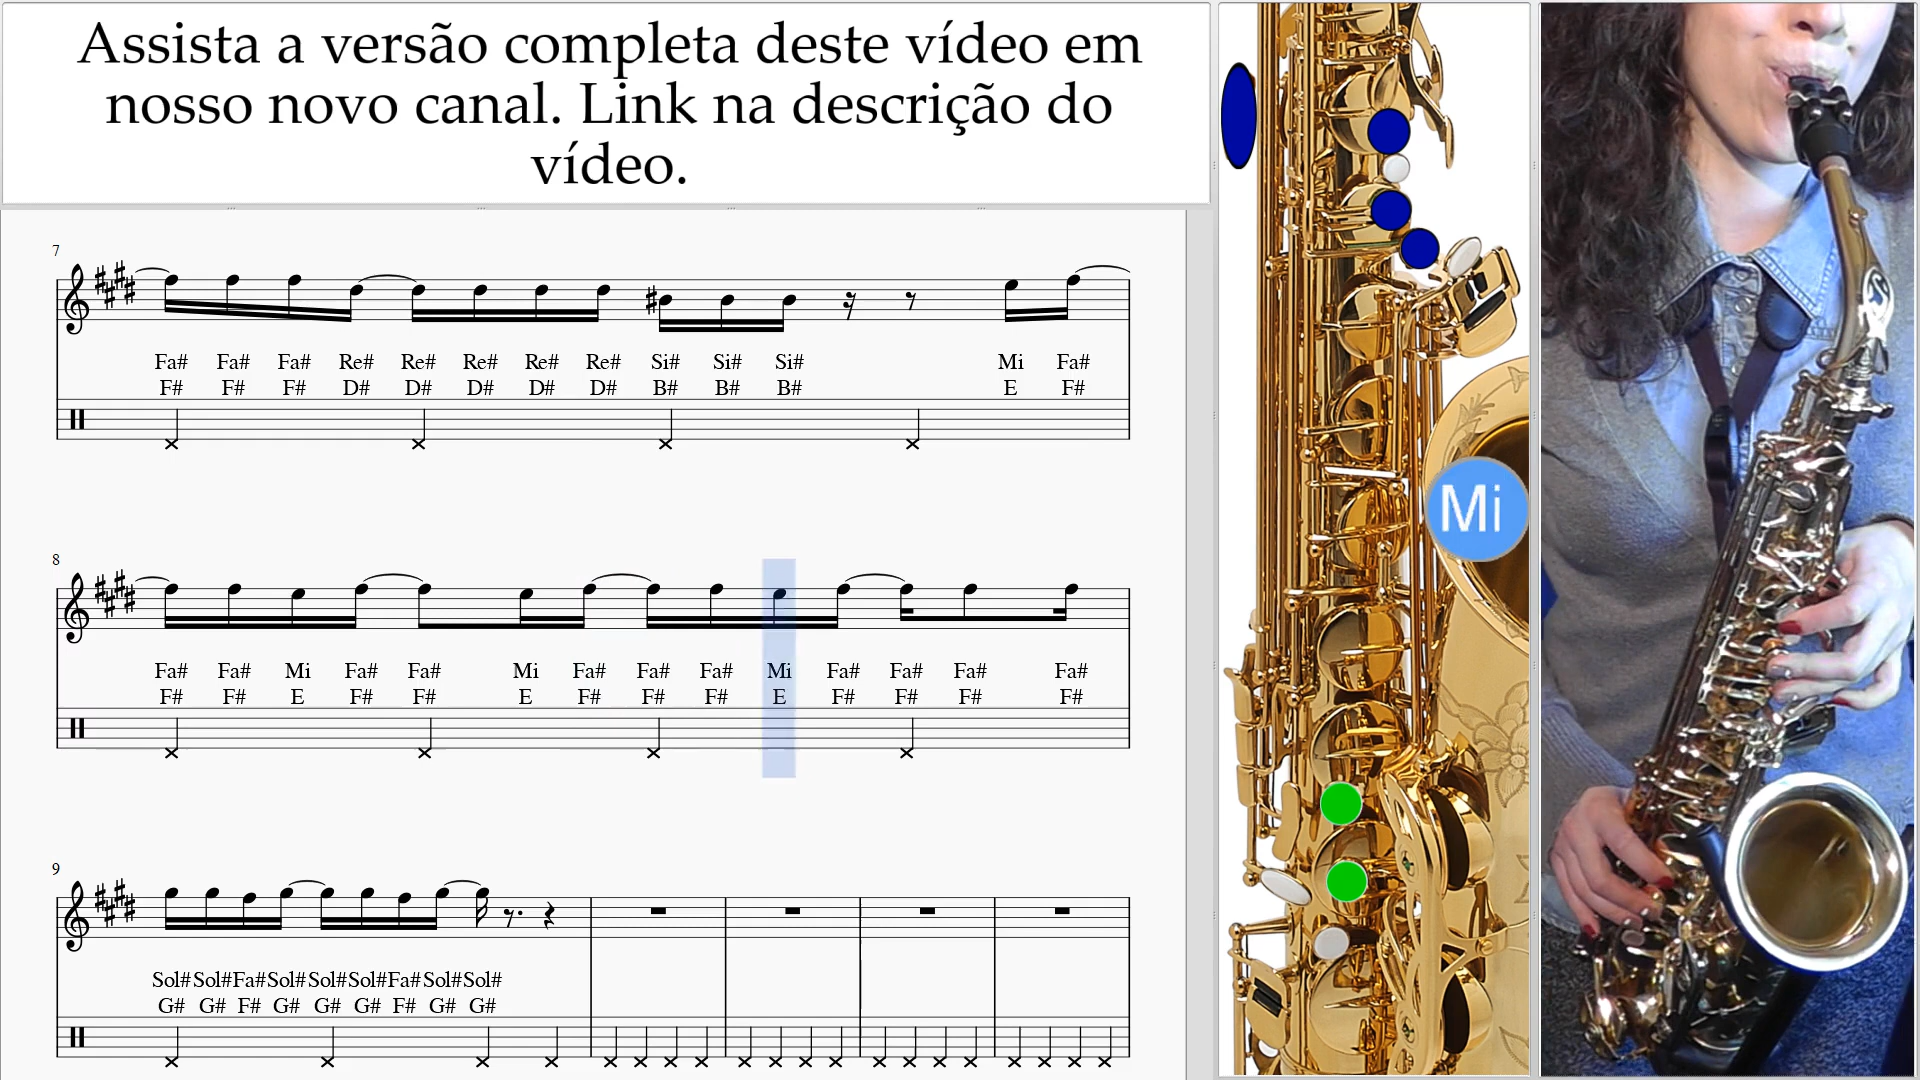 Assista a versão completa deste vídeo em
nosso novo canal. Link na descrição do
vídeo.
7
Fa# Fa# Fa# Re# Re# Re# Re# Re# Si# Si# Si# Mi Fa#
F# F# F# D# D# D# D# D# B# B# B# E F#
8
Fa# Fa# Mi Fa# Fa# Mi Fa# Fa# Fa# Mi Fa# Fa# Fa# Fa#
F# F# E F# F# E F# F# F# E F# F# F# F#
9
Sol# Sol# Fa# Sol# Sol# Sol# Fa# Sol# Sol#
G# G# F# G# G# G# F# G# G#
Mi